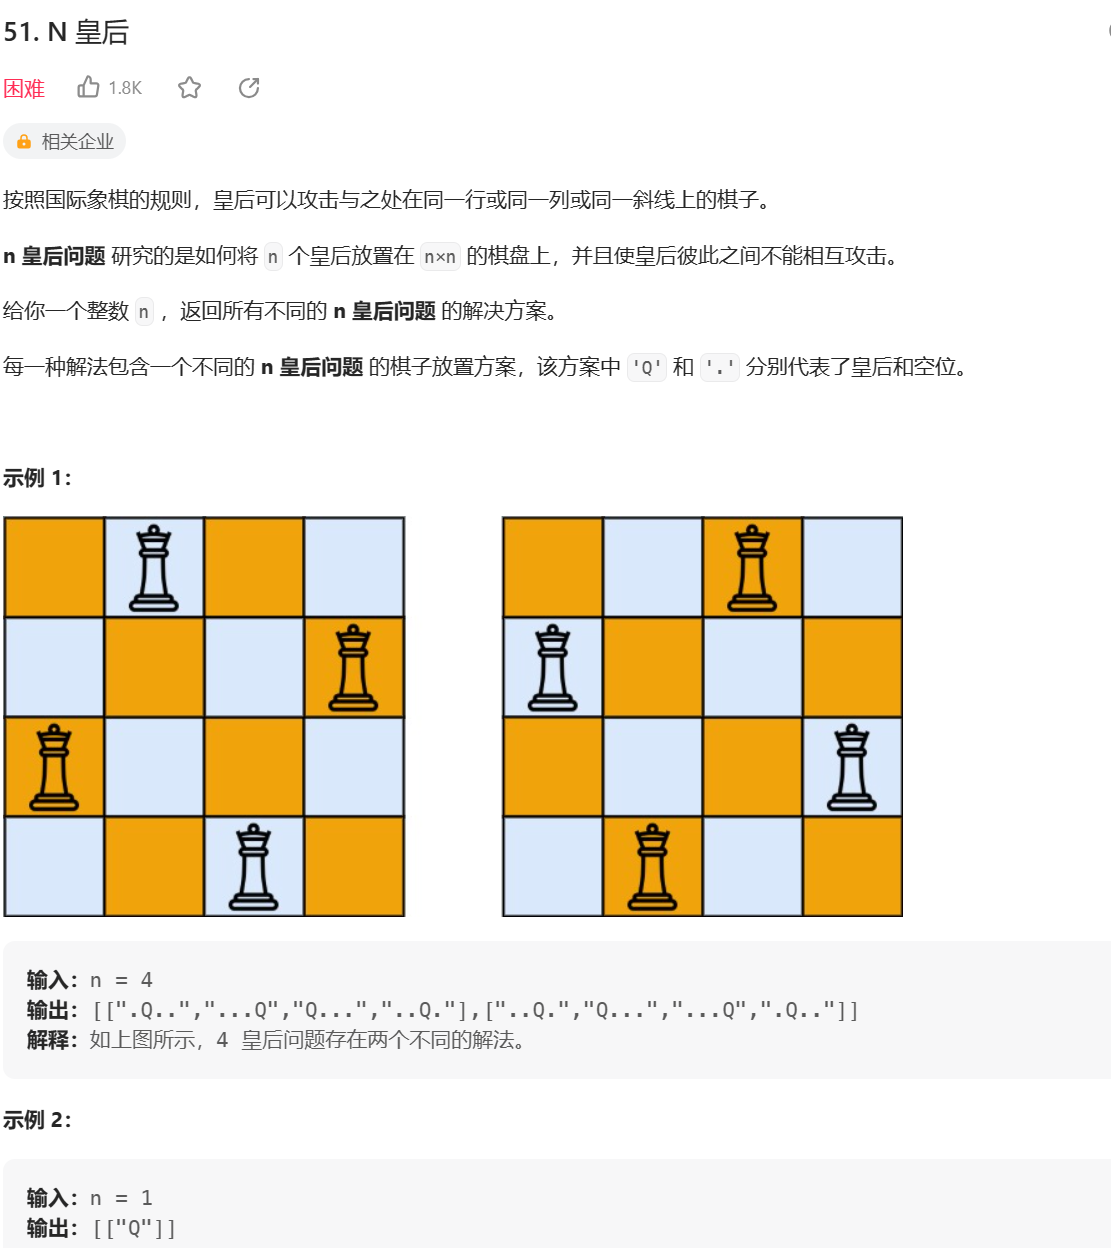 51. N 皇后
困难 1.8K
相关企业
按照国际象棋的规则，皇后可以攻击与之处在同一行或同一列或同一斜线上的棋子。
n 皇后问题 研究的是如何将 n 个皇后放置在 n×n 的棋盘上，并且使皇后彼此之间不能相互攻击。
给你一个整数 n ，返回所有不同的 n 皇后问题 的解决方案。
每一种解法包含一个不同的 n 皇后问题 的棋子放置方案，该方案中 'Q' 和 '.' 分别代表了皇后和空位。
示例 1：
输入：n = 4
输出：[[".Q..","...Q","Q...","..Q."],["..Q.","Q...","...Q",".Q.."]]
解释：如上图所示，4 皇后问题存在两个不同的解法。
示例 2：
输入：n = 1
输出：[["Q"]]